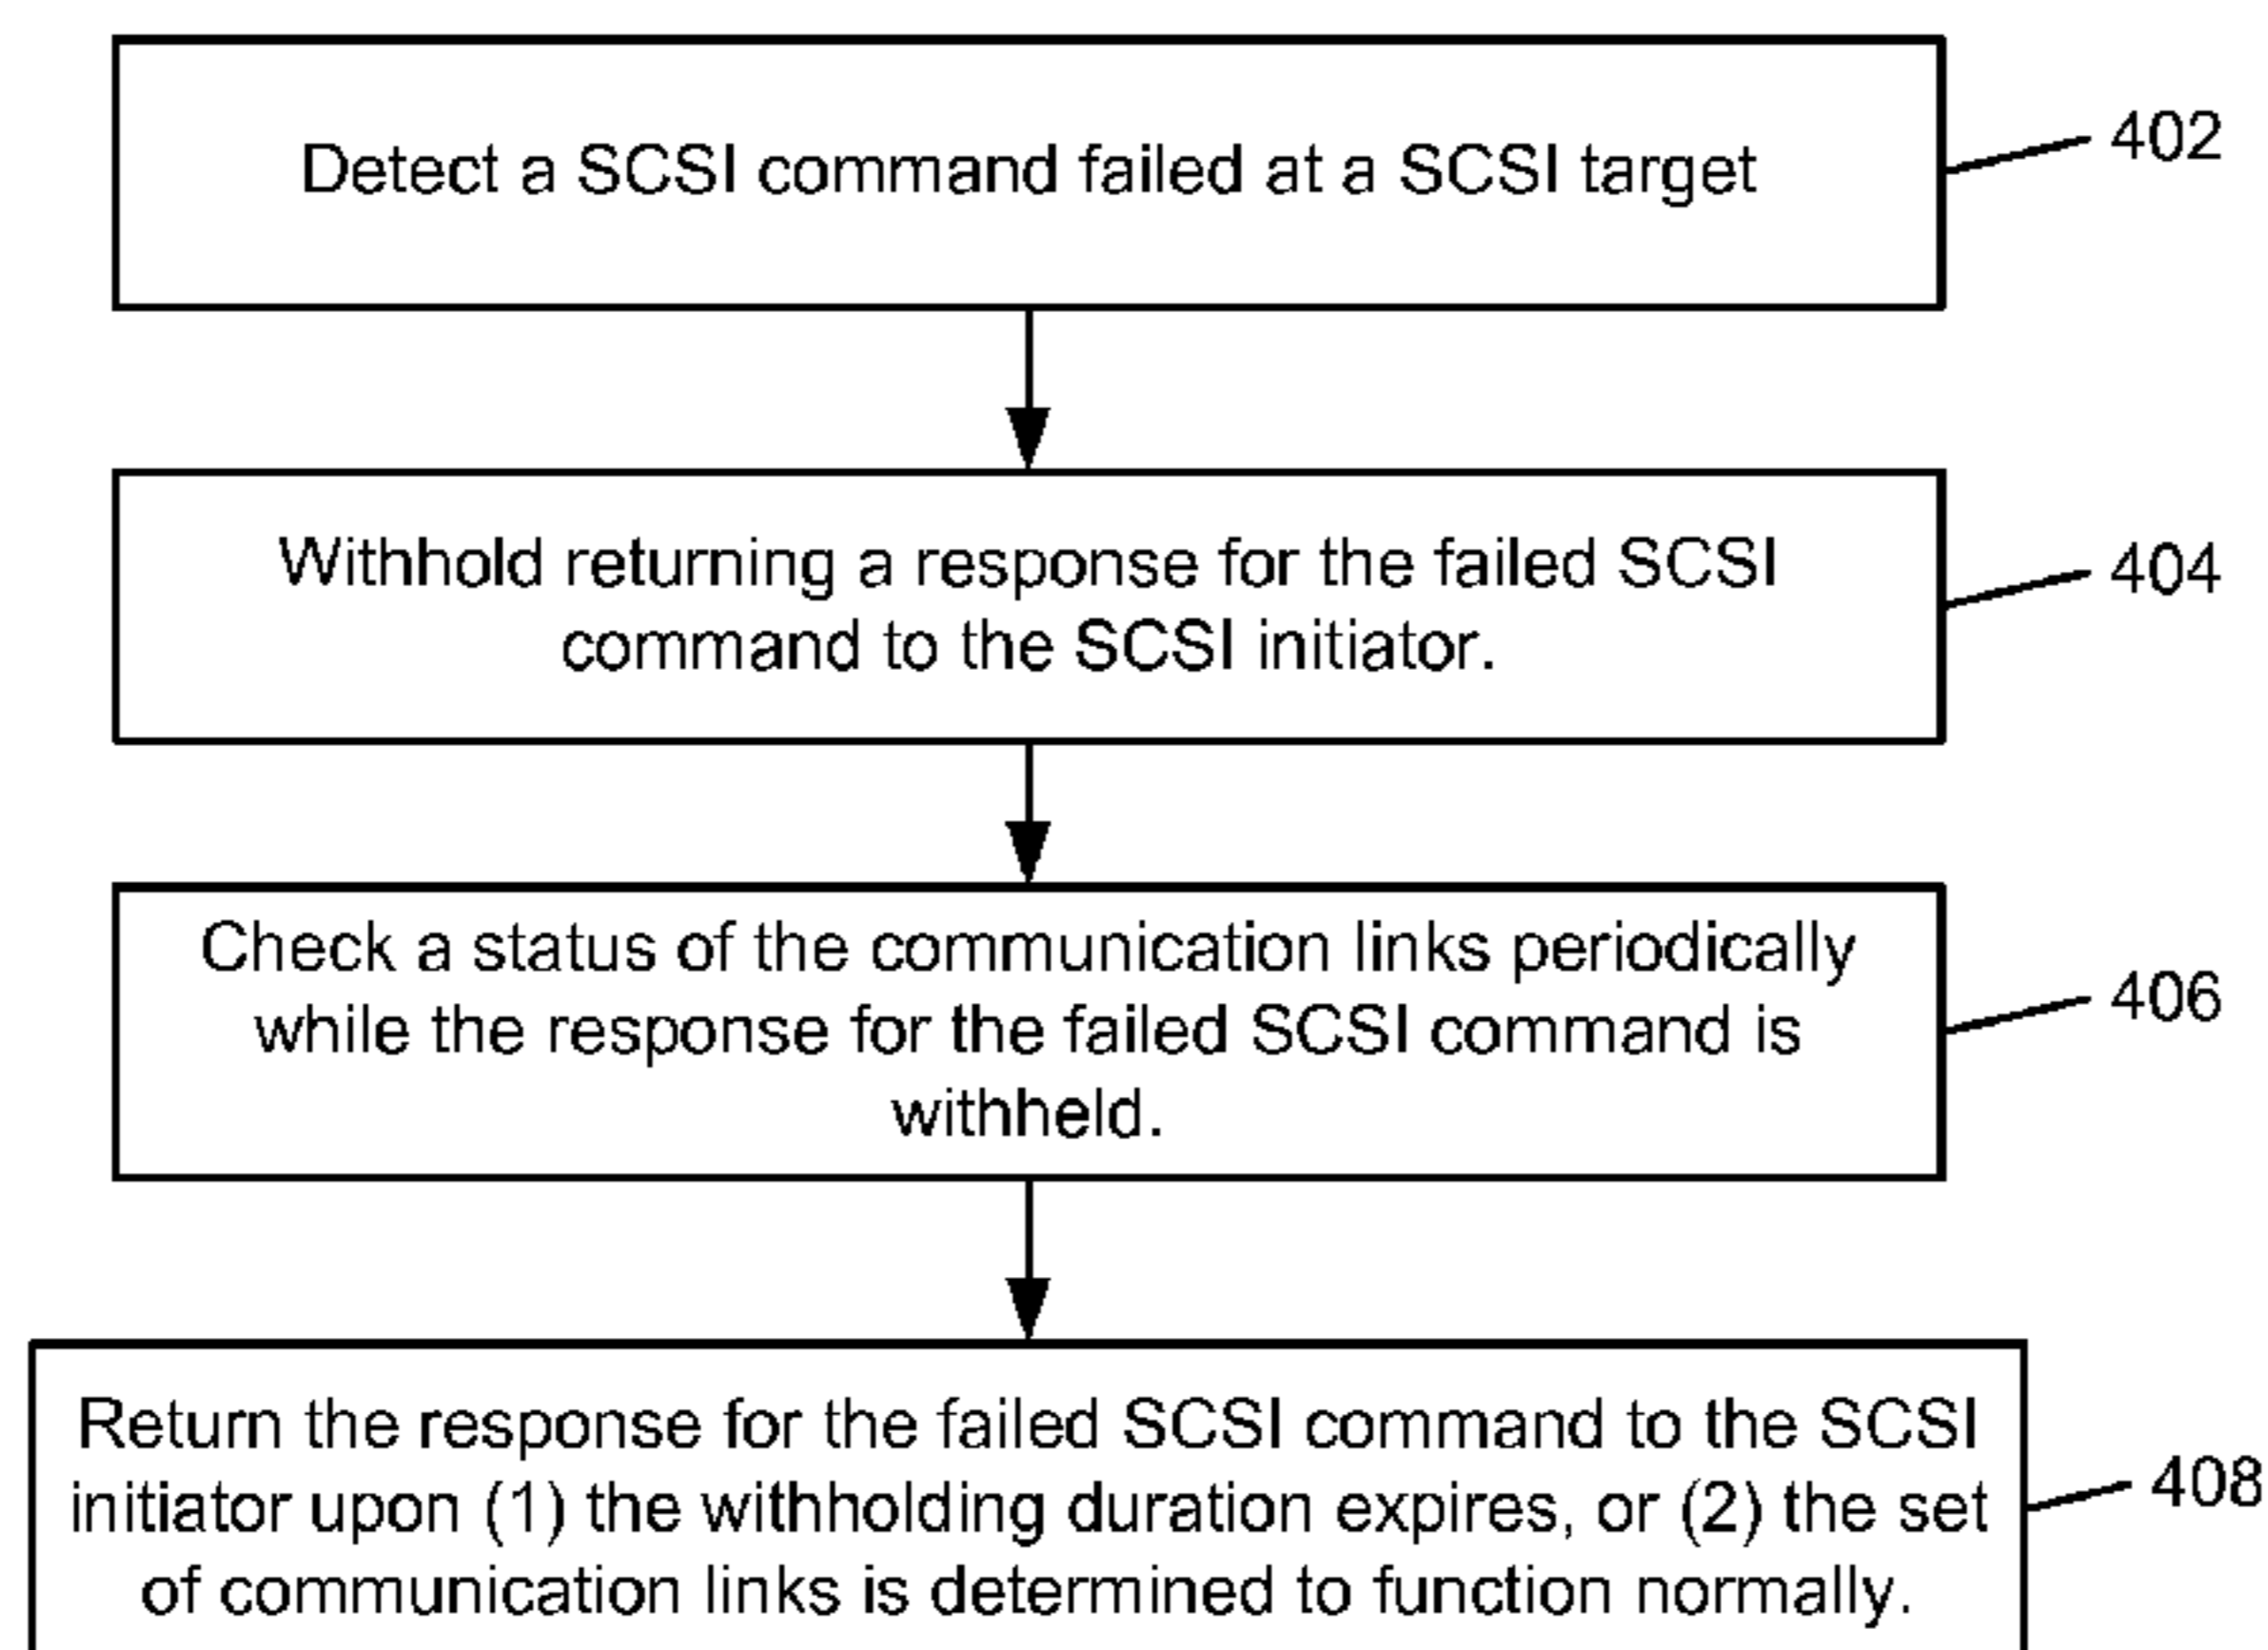 Detect a SCSI command failed at a SCSI target
402
Withhold returning a response for the failed SCSI
command to the SCSI initiator.
404
Check a status of the communication links periodically
while the response for the failed SCSI command is
withheld.
406
Return the response for the failed SCSI command to the SCSI
initiator upon (1) the withholding duration expires, or (2) the set
of communication links is determined to function normally.
408